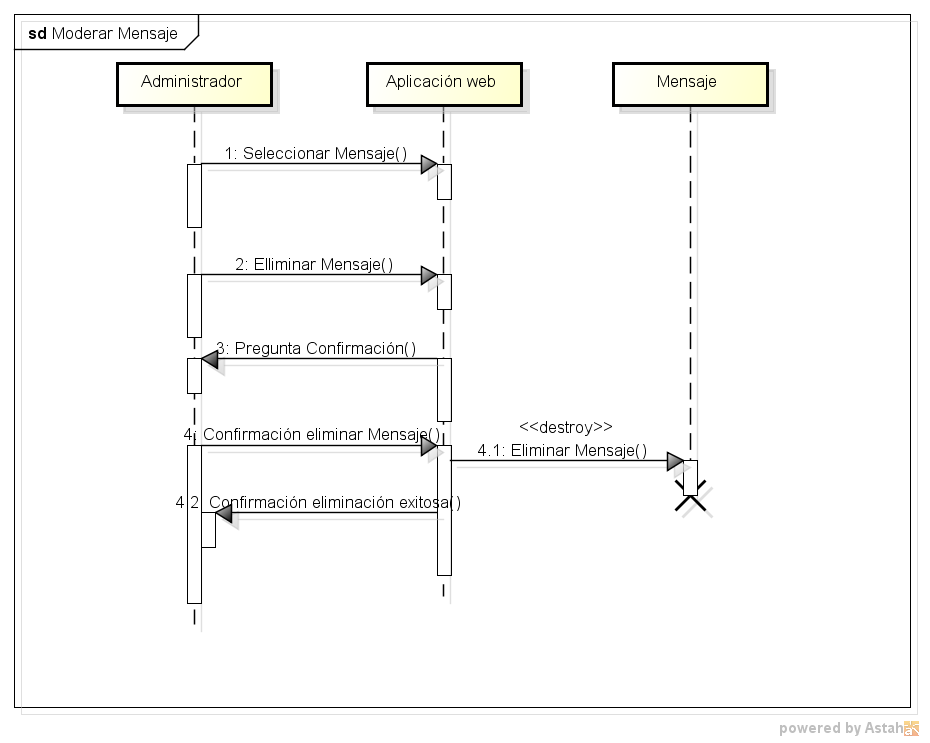 sd Moderar Mensaje
Administrador
Aplicación web
Mensaje
1: Seleccionar Mensaje()
2: Elliminar Mensaje()
3: Pregunta Confirmación()
4: Confirmación eliminar Mensaje()
<<destroy>>
4.1: Eliminar Mensaje()
4.2: Confirmación eliminación exitosa()
powered by Astah